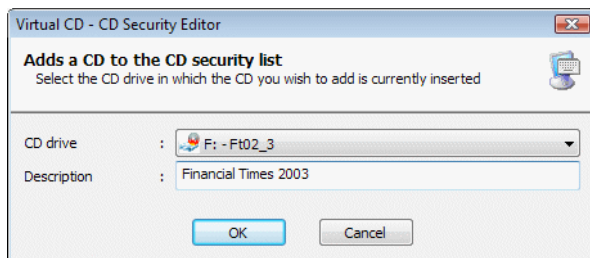 Virtual CD - CD Security Editor
Adds a CD to the CD security list
Select the CD drive in which the CD you wish to add is currently inserted
CD drive : F: - Ft02_3
Description : Financial Times 2003
OK Cancel